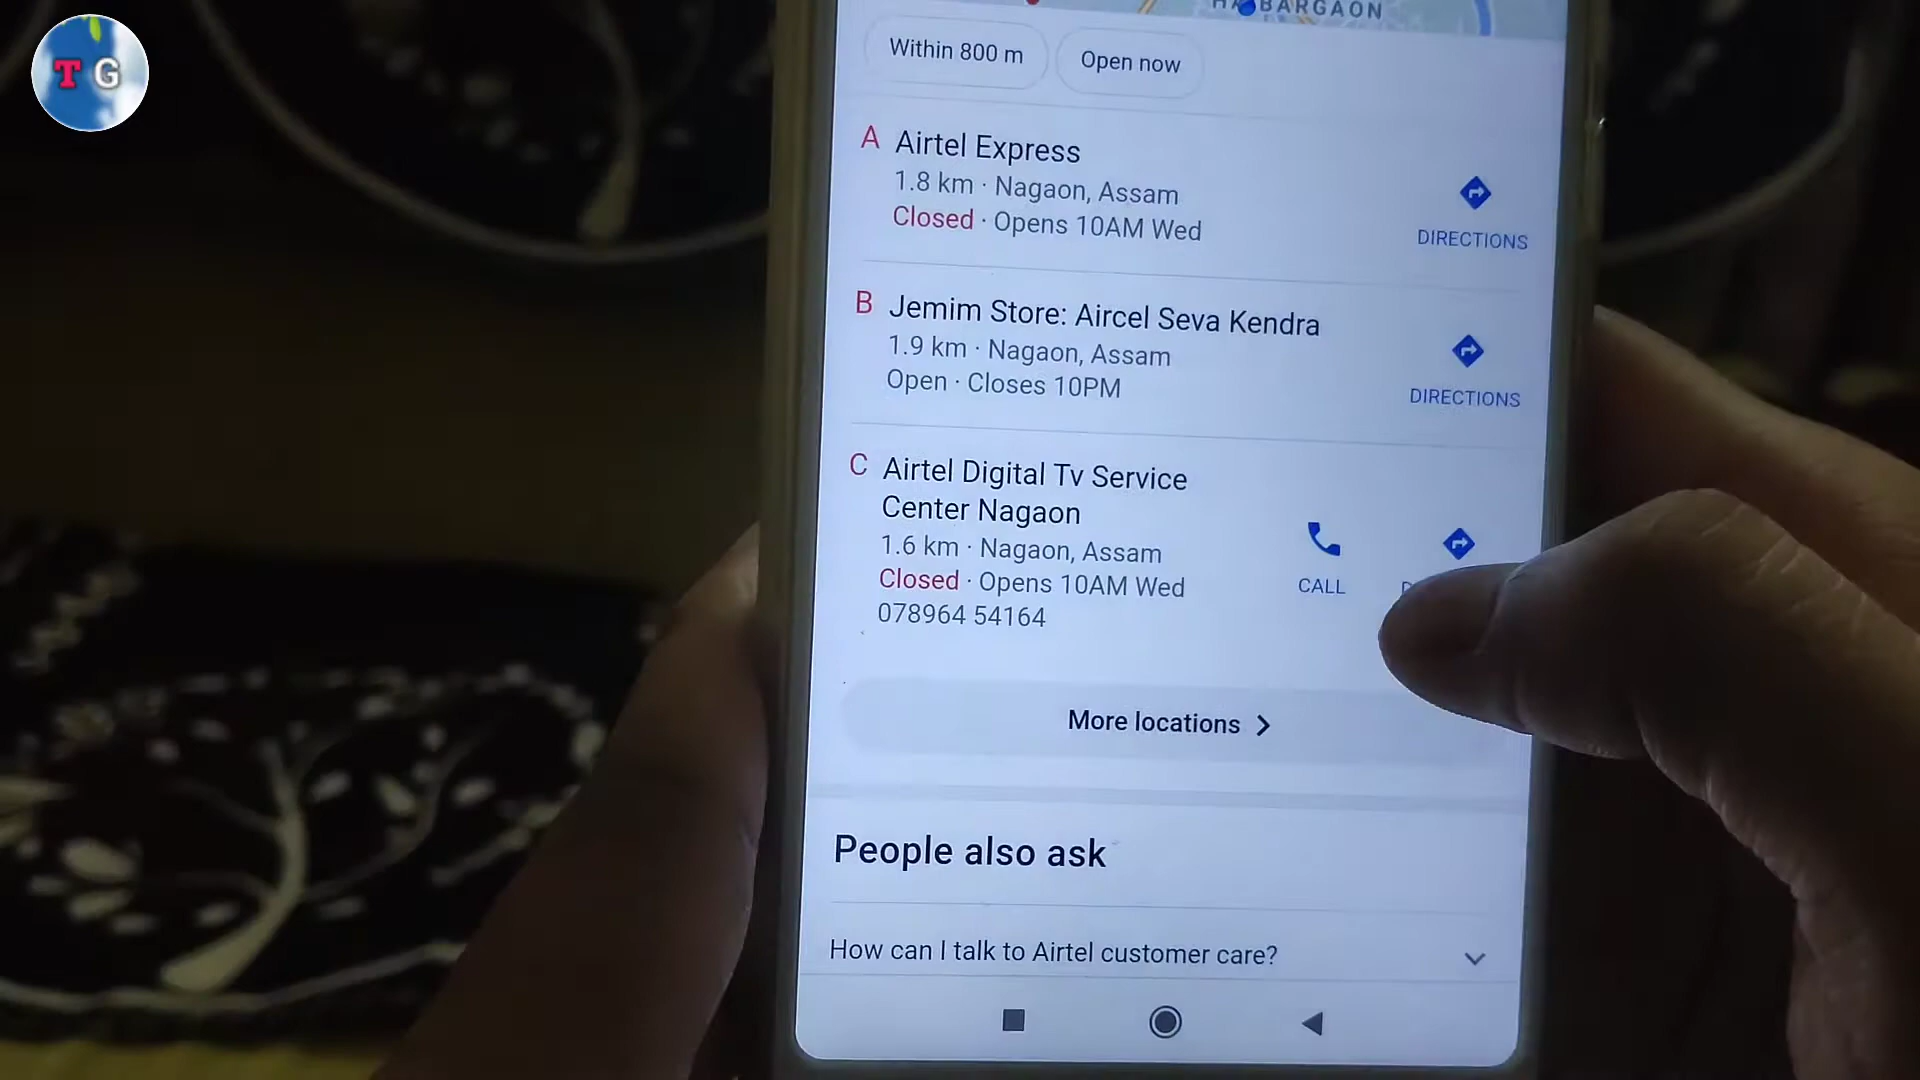 T G
BARGAON
Within 800 m
Open now
A Airtel Express
1.8 km · Nagaon, Assam
Closed · Opens 10AM Wed
DIRECTIONS
B Jemim Store: Aircel Seva Kendra
1.9 km · Nagaon, Assam
Open · Closes 10PM
DIRECTIONS
C Airtel Digital Tv Service
Center Nagaon
1.6 km · Nagaon, Assam
Closed · Opens 10AM Wed
078964 54164
CALL
More locations
People also ask
How can I talk to Airtel customer care?